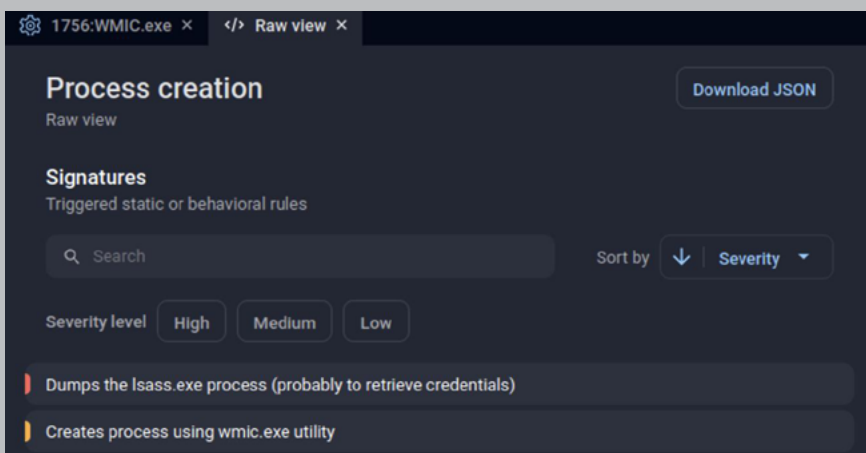 1756:WMIC.exe × </> Raw view ×
Process creation
Download JSON
Raw view
Signatures
Triggered static or behavioral rules
Search
Sort by Severity
Severity level High Medium Low
Dumps the lsass.exe process (probably to retrieve credentials)
Creates process using wmic.exe utility